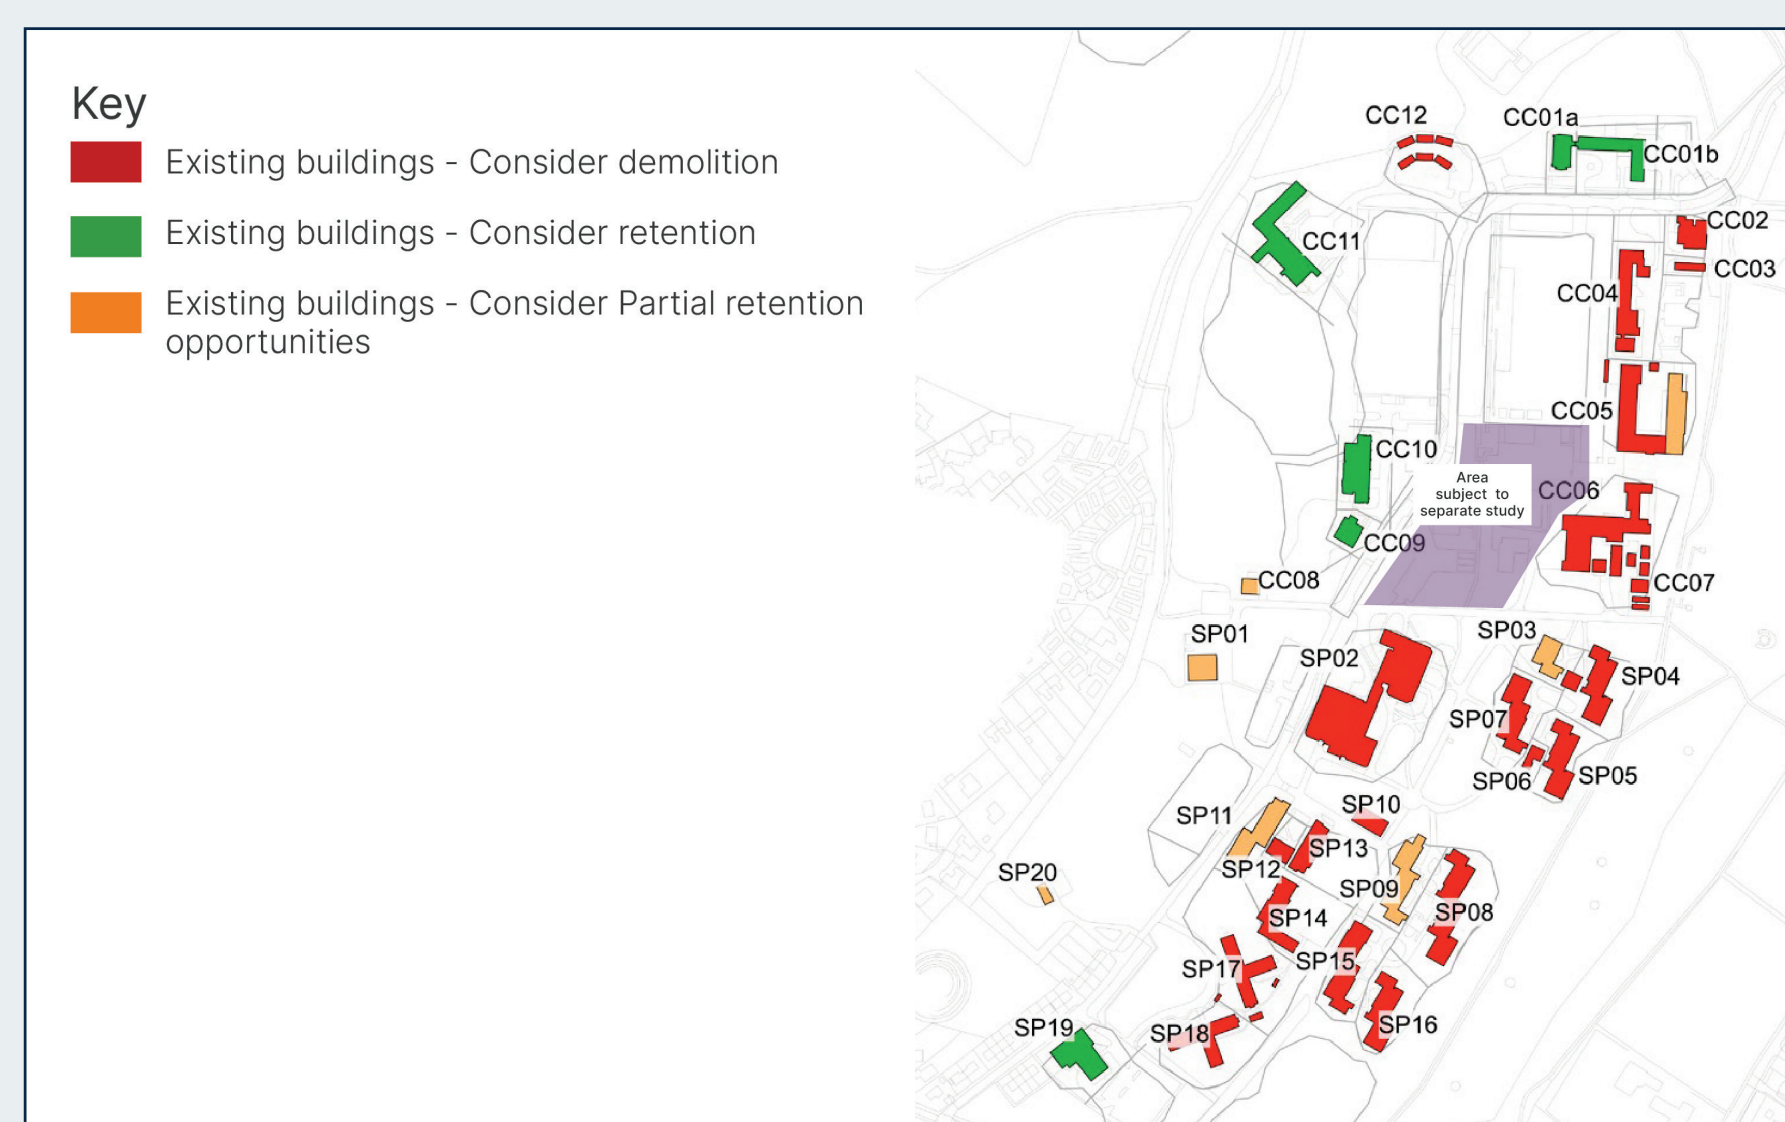 Key
Existing buildings - Consider demolition
Existing buildings - Consider retention
Existing buildings - Consider Partial retention
opportunities
CC12
CC01a
CC01b
CC02
CC11
CC03
CC04
CC05
CC10
Area
subject to
separate study
CC06
CC09
CC08
CC07
SP01
SP03
SP02
SP04
SP07
SP06
SP05
SP10
SP11
SP13
SP12
SP20
SP09
SP08
SP14
SP15
SP17
SP16
SP19
SP18